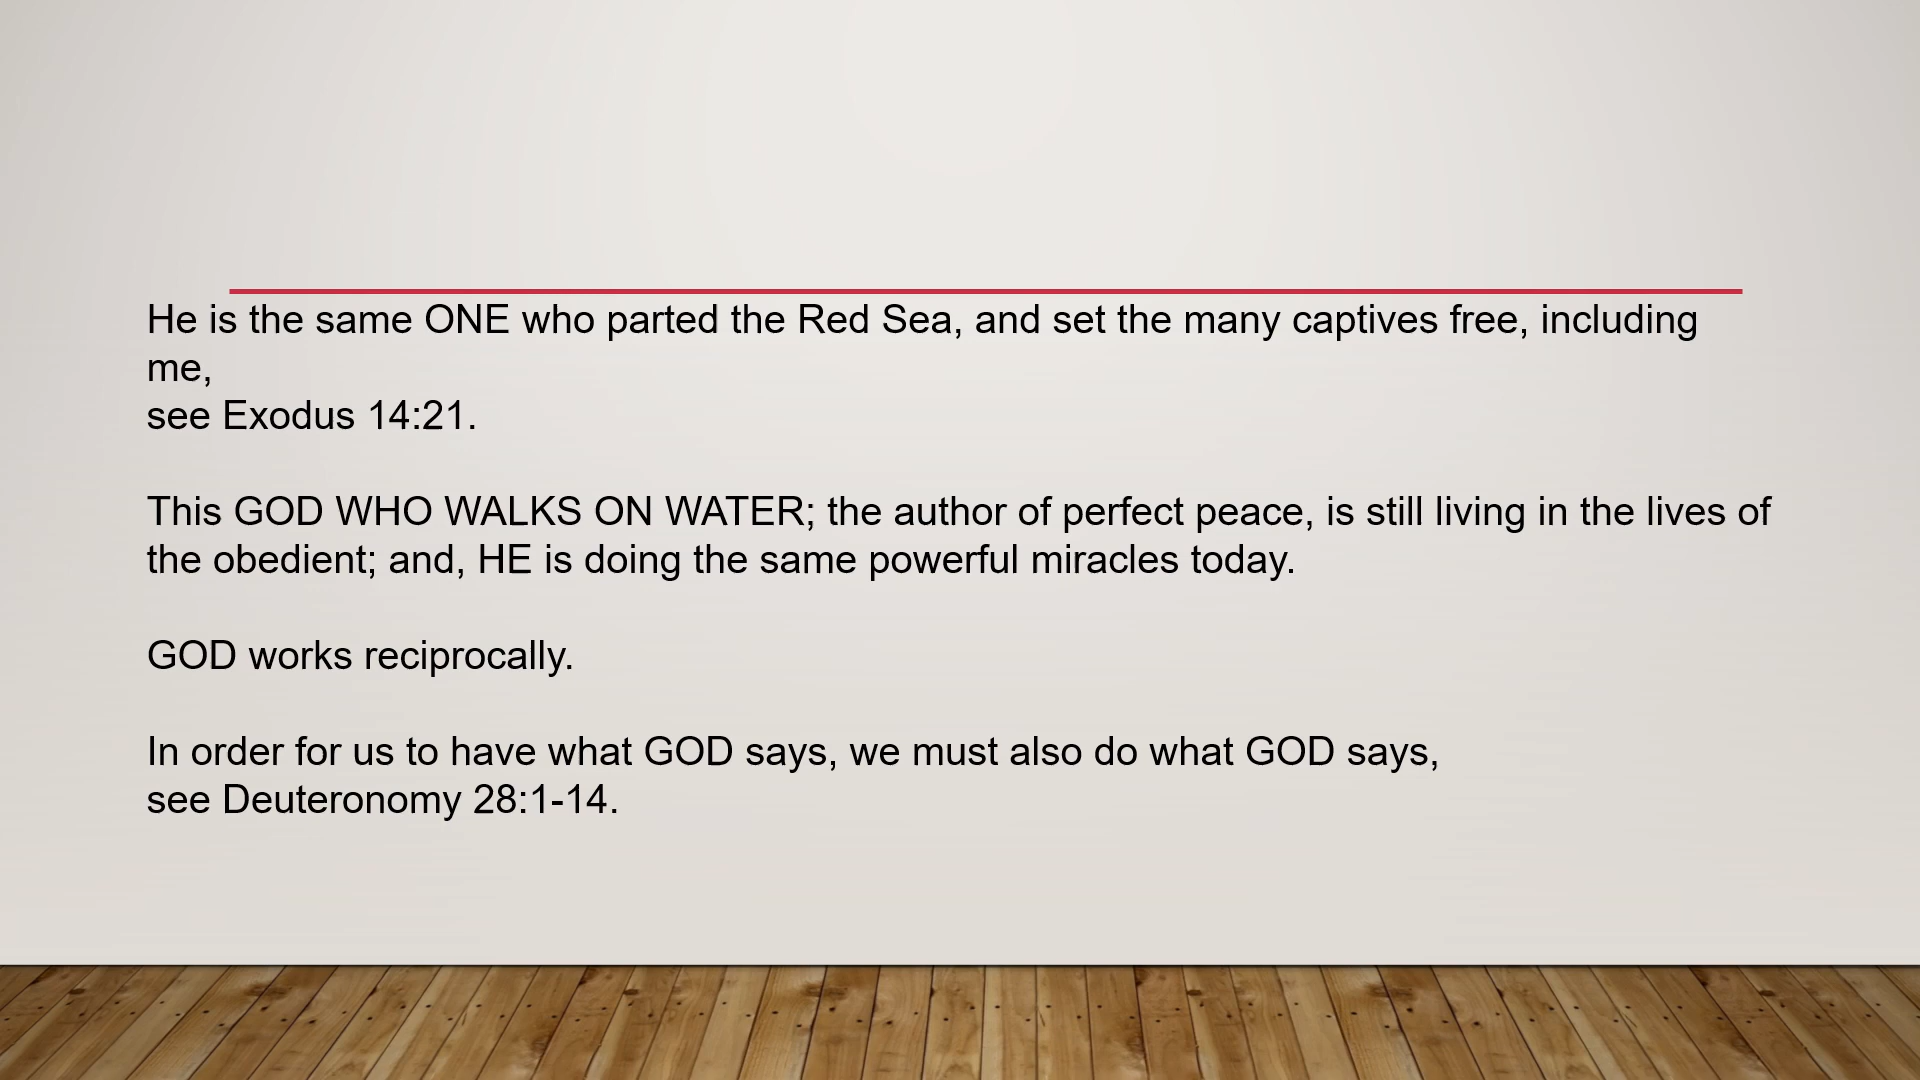 He is the same ONE who parted the Red Sea, and set the many captives free, including
me,
see Exodus 14:21.
This GOD WHO WALKS ON WATER; the author of perfect peace, is still living in the lives of
the obedient; and, HE is doing the same powerful miracles today.
GOD works reciprocally.
In order for us to have what GOD says, we must also do what GOD says,
see Deuteronomy 28:1-14.